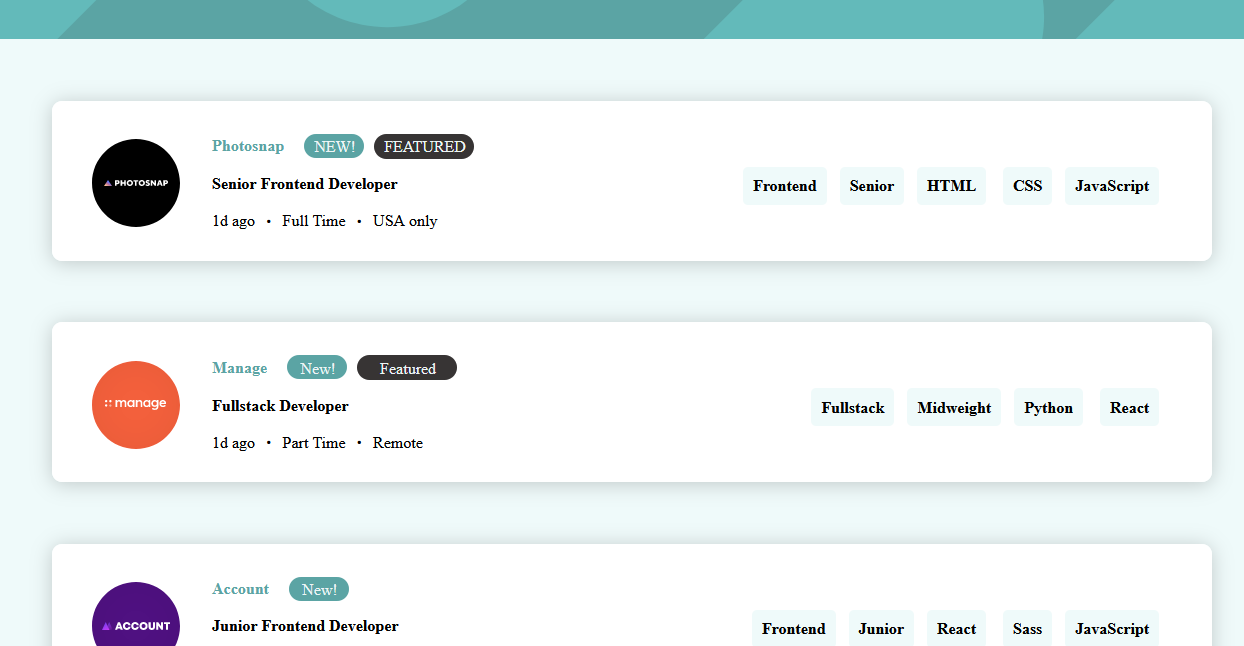 Photosnap NEW! FEATURED
PHOTOSNAP
Senior Frontend Developer
Frontend Senior HTML CSS JavaScript
1d ago • Full Time • USA only
Manage New! Featured
manage
Fullstack Developer
Fullstack Midweight Python React
1d ago • Part Time • Remote
Account New!
ACCOUNT
Junior Frontend Developer
Frontend Junior React Sass JavaScript